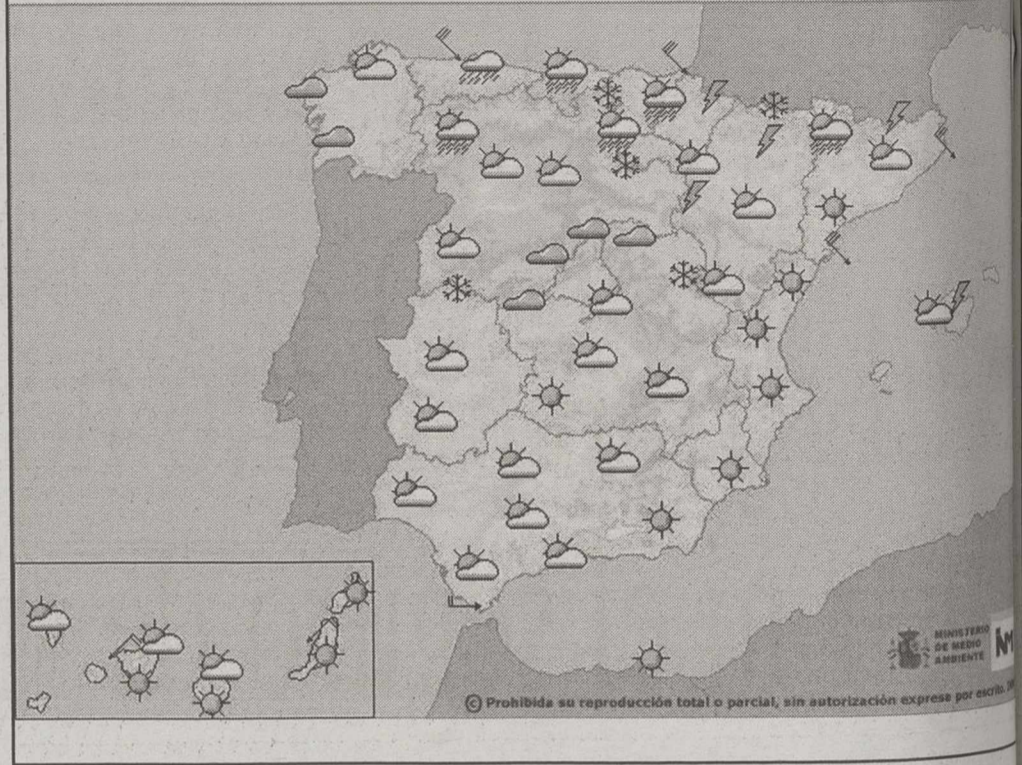 MINISTERIO
DE MEDIO
AMBIENTE
© Prohibida su reproducción total o parcial, sin autorización expresa por escrito.